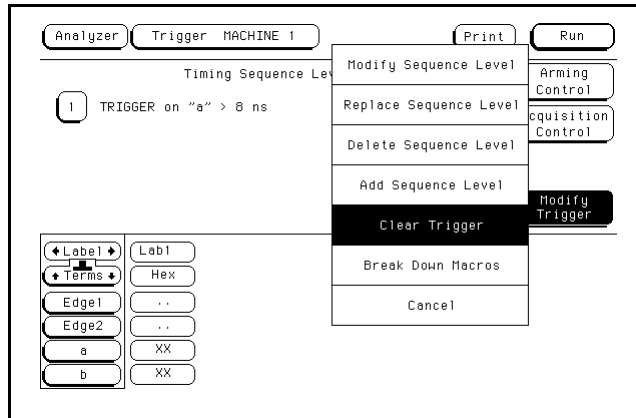 Analyzer Trigger MACHINE 1 Print Run
Timing Sequence Lev
1 TRIGGER on "a" > 8 ns
Arming
Control
cquisition
Control
Modify
Trigger
Modify Sequence Level
Replace Sequence Level
Delete Sequence Level
Add Sequence Level
Clear Trigger
Break Down Macros
Cancel
Label Lab1
Terms Hex
Edge1 ..
Edge2 ..
a XX
b XX